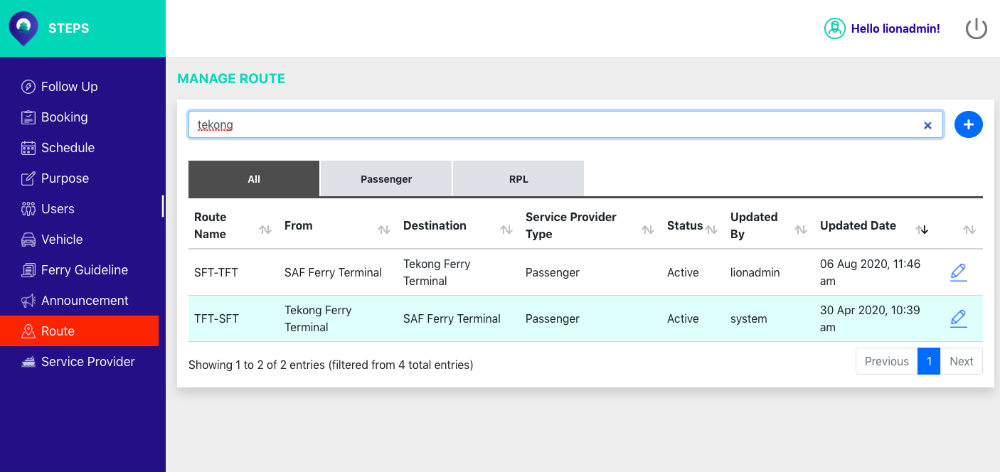 STEPS
Hello lionadmin!
Follow Up
Booking
Schedule
Purpose
Users
Vehicle
Ferry Guideline
Announcement
Route
Service Provider
MANAGE ROUTE
tekong
All Passenger RPL
Route Name From Destination Service Provider Type Status Updated By Updated Date
SFT-TFT SAF Ferry Terminal Tekong Ferry Terminal Passenger Active lionadmin 06 Aug 2020, 11:46 am
TFT-SFT Tekong Ferry Terminal SAF Ferry Terminal Passenger Active system 30 Apr 2020, 10:39 am
Showing 1 to 2 of 2 entries (filtered from 4 total entries)
Previous 1 Next